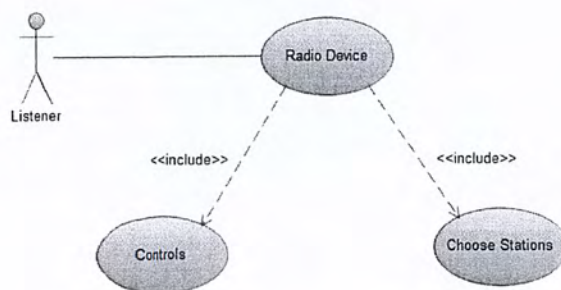 Radio Device
Listener
<<include>>
<<include>>
Controls
Choose Stations